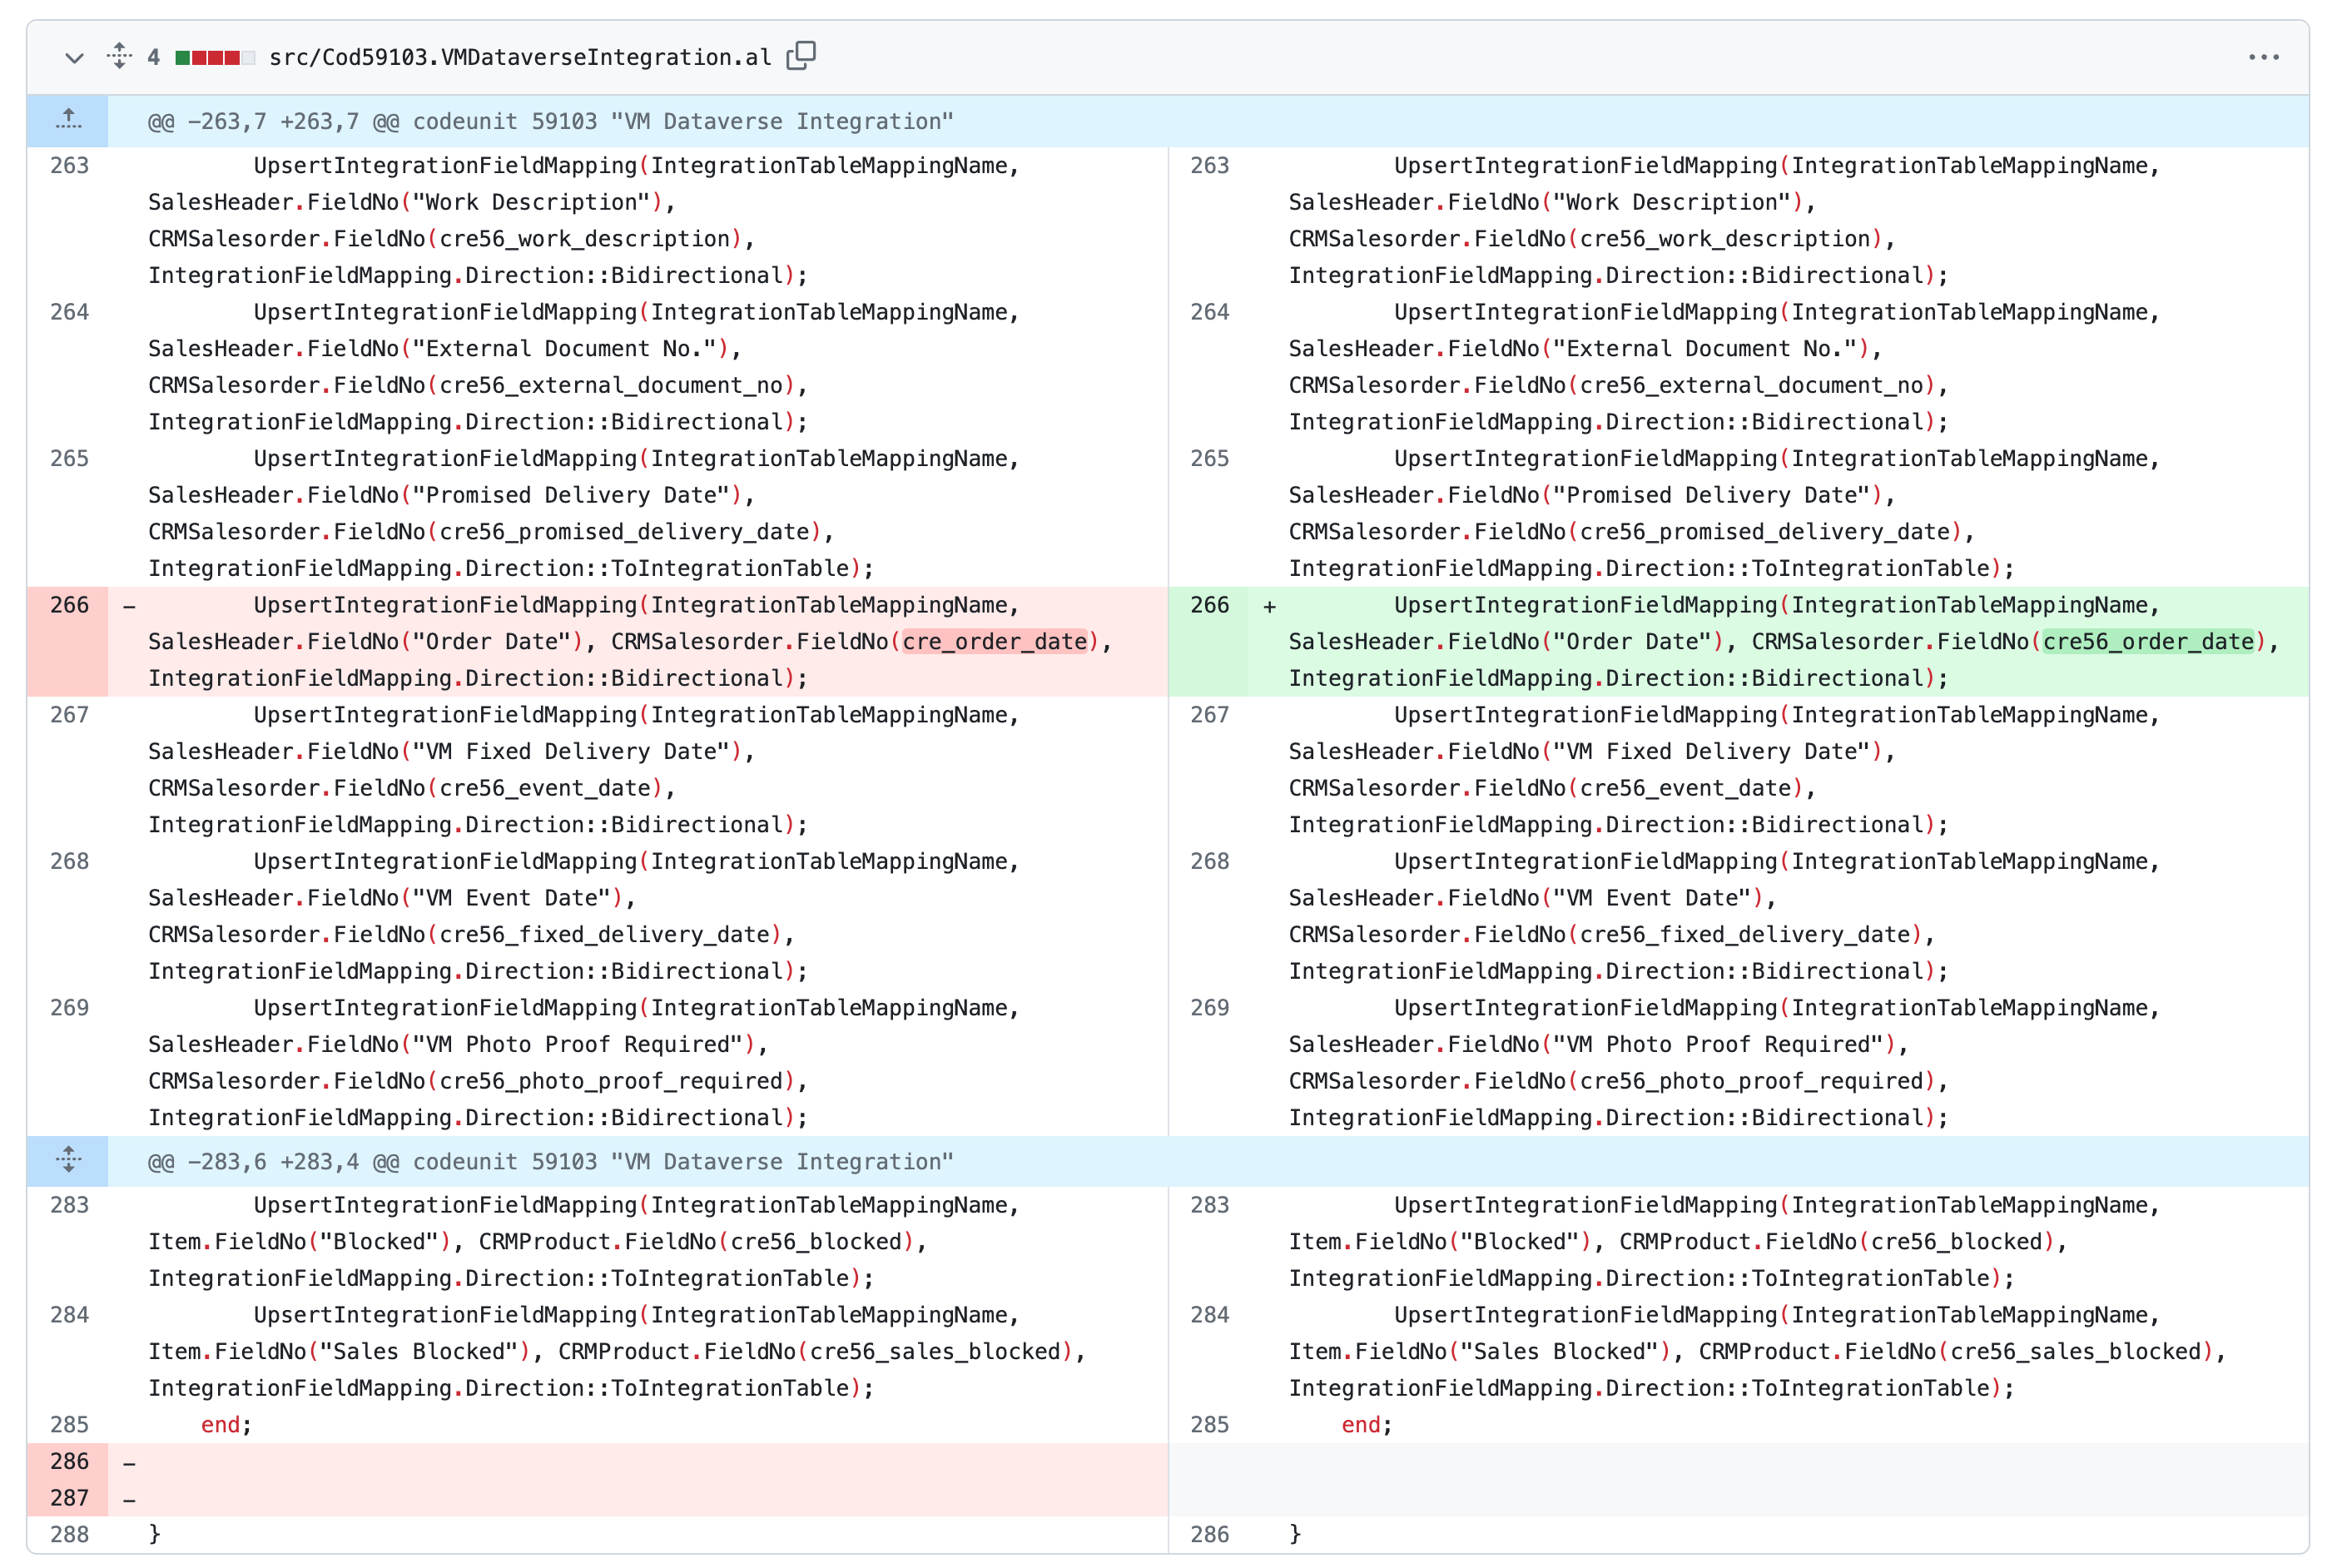 4 src/Cod59103.VMDataverseIntegration.al
@@ -263,7 +263,7 @@ codeunit 59103 "VM Dataverse Integration"
263 UpsertIntegrationFieldMapping(IntegrationTableMappingName,
SalesHeader.FieldNo("Work Description"),
CRMSalesorder.FieldNo(cre56_work_description),
IntegrationFieldMapping.Direction::Bidirectional);
264 UpsertIntegrationFieldMapping(IntegrationTableMappingName,
SalesHeader.FieldNo("External Document No."),
CRMSalesorder.FieldNo(cre56_external_document_no),
IntegrationFieldMapping.Direction::Bidirectional);
265 UpsertIntegrationFieldMapping(IntegrationTableMappingName,
SalesHeader.FieldNo("Promised Delivery Date"),
CRMSalesorder.FieldNo(cre56_promised_delivery_date),
IntegrationFieldMapping.Direction::ToIntegrationTable);
266 - UpsertIntegrationFieldMapping(IntegrationTableMappingName,
SalesHeader.FieldNo("Order Date"), CRMSalesorder.FieldNo(cre_order_date),
IntegrationFieldMapping.Direction::Bidirectional);
267 UpsertIntegrationFieldMapping(IntegrationTableMappingName,
SalesHeader.FieldNo("VM Fixed Delivery Date"),
CRMSalesorder.FieldNo(cre56_event_date),
IntegrationFieldMapping.Direction::Bidirectional);
268 UpsertIntegrationFieldMapping(IntegrationTableMappingName,
SalesHeader.FieldNo("VM Event Date"),
CRMSalesorder.FieldNo(cre56_fixed_delivery_date),
IntegrationFieldMapping.Direction::Bidirectional);
269 UpsertIntegrationFieldMapping(IntegrationTableMappingName,
SalesHeader.FieldNo("VM Photo Proof Required"),
CRMSalesorder.FieldNo(cre56_photo_proof_required),
IntegrationFieldMapping.Direction::Bidirectional);
263 UpsertIntegrationFieldMapping(IntegrationTableMappingName,
SalesHeader.FieldNo("Work Description"),
CRMSalesorder.FieldNo(cre56_work_description),
IntegrationFieldMapping.Direction::Bidirectional);
264 UpsertIntegrationFieldMapping(IntegrationTableMappingName,
SalesHeader.FieldNo("External Document No."),
CRMSalesorder.FieldNo(cre56_external_document_no),
IntegrationFieldMapping.Direction::Bidirectional);
265 UpsertIntegrationFieldMapping(IntegrationTableMappingName,
SalesHeader.FieldNo("Promised Delivery Date"),
CRMSalesorder.FieldNo(cre56_promised_delivery_date),
IntegrationFieldMapping.Direction::ToIntegrationTable);
266 + UpsertIntegrationFieldMapping(IntegrationTableMappingName,
SalesHeader.FieldNo("Order Date"), CRMSalesorder.FieldNo(cre56_order_date),
IntegrationFieldMapping.Direction::Bidirectional);
267 UpsertIntegrationFieldMapping(IntegrationTableMappingName,
SalesHeader.FieldNo("VM Fixed Delivery Date"),
CRMSalesorder.FieldNo(cre56_event_date),
IntegrationFieldMapping.Direction::Bidirectional);
268 UpsertIntegrationFieldMapping(IntegrationTableMappingName,
SalesHeader.FieldNo("VM Event Date"),
CRMSalesorder.FieldNo(cre56_fixed_delivery_date),
IntegrationFieldMapping.Direction::Bidirectional);
269 UpsertIntegrationFieldMapping(IntegrationTableMappingName,
SalesHeader.FieldNo("VM Photo Proof Required"),
CRMSalesorder.FieldNo(cre56_photo_proof_required),
IntegrationFieldMapping.Direction::Bidirectional);
@@ -283,6 +283,4 @@ codeunit 59103 "VM Dataverse Integration"
283 UpsertIntegrationFieldMapping(IntegrationTableMappingName,
Item.FieldNo("Blocked"), CRMProduct.FieldNo(cre56_blocked),
IntegrationFieldMapping.Direction::ToIntegrationTable);
284 UpsertIntegrationFieldMapping(IntegrationTableMappingName,
Item.FieldNo("Sales Blocked"), CRMProduct.FieldNo(cre56_sales_blocked),
IntegrationFieldMapping.Direction::ToIntegrationTable);
285 end;
286 -
287 -
288 }
283 UpsertIntegrationFieldMapping(IntegrationTableMappingName,
Item.FieldNo("Blocked"), CRMProduct.FieldNo(cre56_blocked),
IntegrationFieldMapping.Direction::ToIntegrationTable);
284 UpsertIntegrationFieldMapping(IntegrationTableMappingName,
Item.FieldNo("Sales Blocked"), CRMProduct.FieldNo(cre56_sales_blocked),
IntegrationFieldMapping.Direction::ToIntegrationTable);
285 end;
286 }